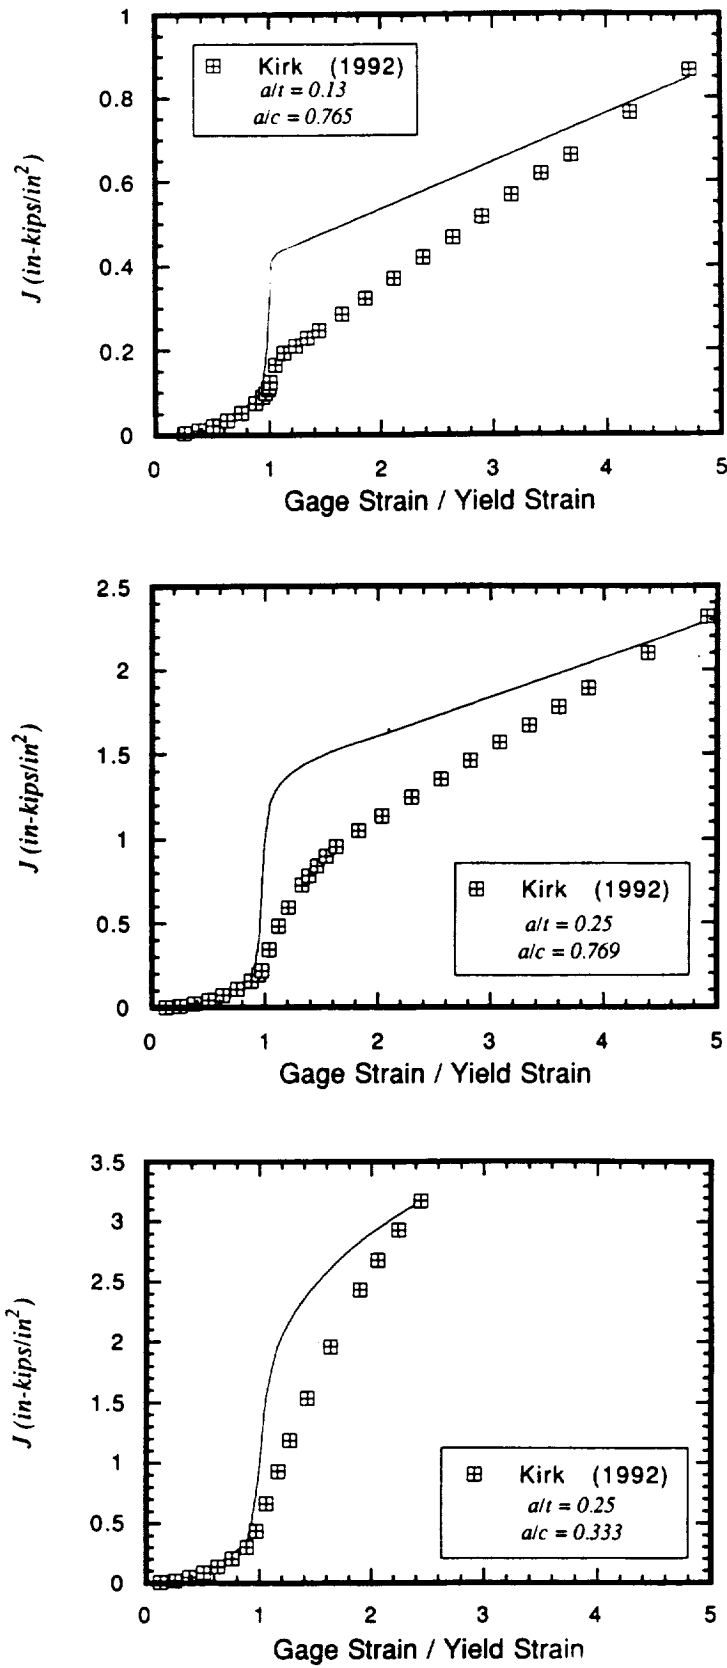 1
0.8
0.6
0.4
0.2
0
J (in-kips/in²)
Kirk (1992)
a/t = 0.13
a/c = 0.765
0 1 2 3 4 5
Gage Strain / Yield Strain
2.5
2
1.5
1
0.5
0
J (in-kips/in²)
Kirk (1992)
a/t = 0.25
a/c = 0.769
0 1 2 3 4 5
Gage Strain / Yield Strain
3.5
3
2.5
2
1.5
1
0.5
0
J (in-kips/in²)
Kirk (1992)
a/t = 0.25
a/c = 0.333
0 1 2 3 4 5
Gage Strain / Yield Strain